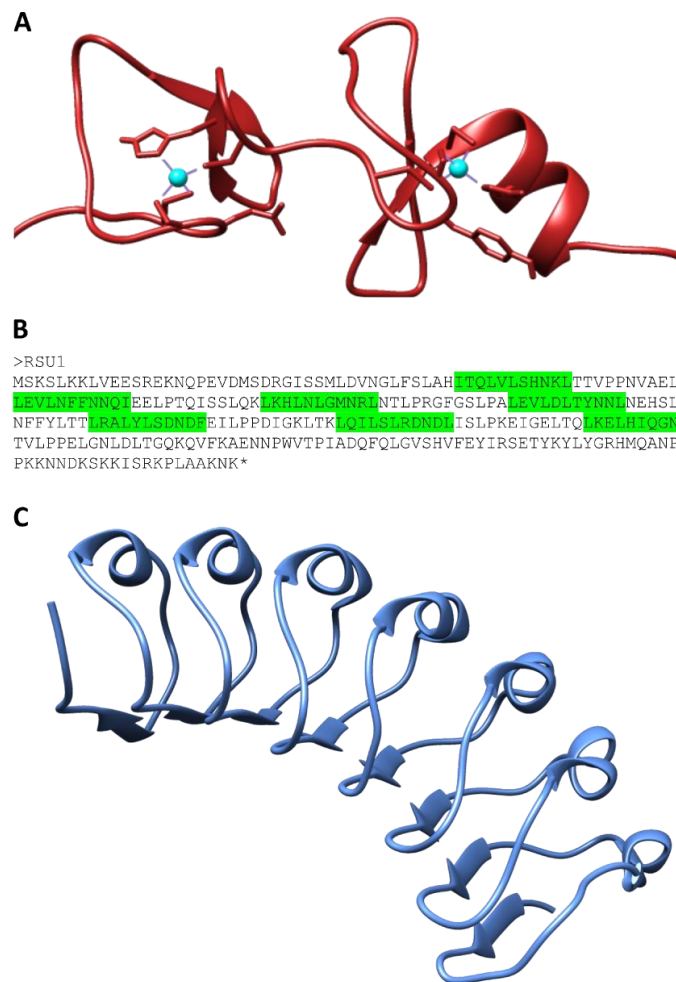 A
B
>RSU1
MSKSLKKLVEESREKNQPEVDMSDRGISSMLDVNGLFSLAHITQLVLSHNKLTTVPPNVAEL
LEVLNFFNNQIEELPTQISSLQKLKHLNLGMNRLNTLPRGFGSLPALEVLDLTYNNLNEHSL
NFFYLTTLRALYLSDNDFEILPPDIGKLTKLQILSLRDNDLISLPKEIGELTQLKELHIQGN
TVLPPELGNLDLTGQKQVFKAENNPWVTPIADQFQLGVSHVFEYIRSETYKYLYGRHMQANP
PKKNNDKSKKISRKPLAAKNK*
C